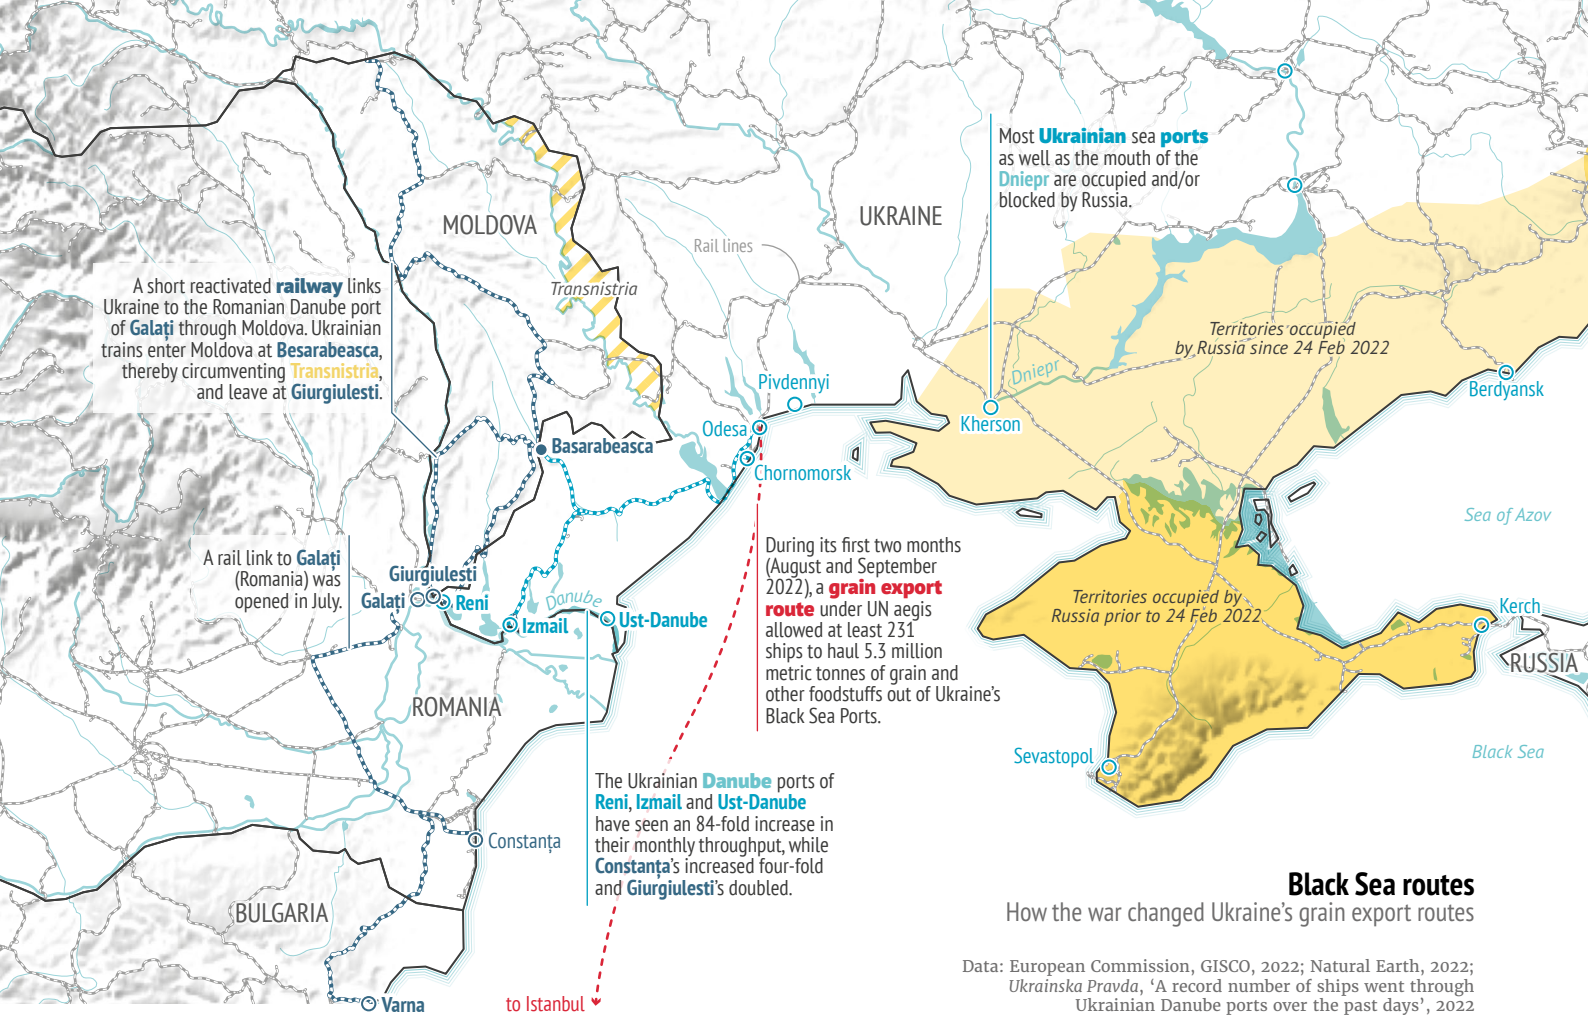 Most Ukrainian sea ports
as well as the mouth of the
Dniepr are occupied and/or
blocked by Russia.
UKRAINE
MOLDOVA
Rail lines
Transnistria
A short reactivated railway links
Ukraine to the Romanian Danube port
of Galați through Moldova. Ukrainian
trains enter Moldova at Besarabeasca,
thereby circumventing Transnistria,
and leave at Giurgiulesti.
Territories occupied
by Russia since 24 Feb 2022
Dniepr
Pivdennyi
Berdyansk
Kherson
Odesa
Basarabeasca
Chornomorsk
Sea of Azov
A rail link to Galați
(Romania) was
opened in July.
During its first two months
(August and September
2022), a grain export
route under UN aegis
allowed at least 231
ships to haul 5.3 million
metric tonnes of grain and
other foodstuffs out of Ukraine's
Black Sea Ports.
Giurgiulesti
Galați
Reni
Danube
Izmail
Ust-Danube
Territories occupied by
Russia prior to 24 Feb 2022
Kerch
RUSSIA
ROMANIA
Sevastopol
Black Sea
The Ukrainian Danube ports of
Reni, Izmail and Ust-Danube
have seen an 84-fold increase in
their monthly throughput, while
Constanța's increased four-fold
and Giurgiulesti's doubled.
Constanța
BULGARIA
Varna
to Istanbul
Black Sea routes
How the war changed Ukraine's grain export routes
Data: European Commission, GISCO, 2022; Natural Earth, 2022;
Ukrainska Pravda, ‘A record number of ships went through
Ukrainian Danube ports over the past days’, 2022